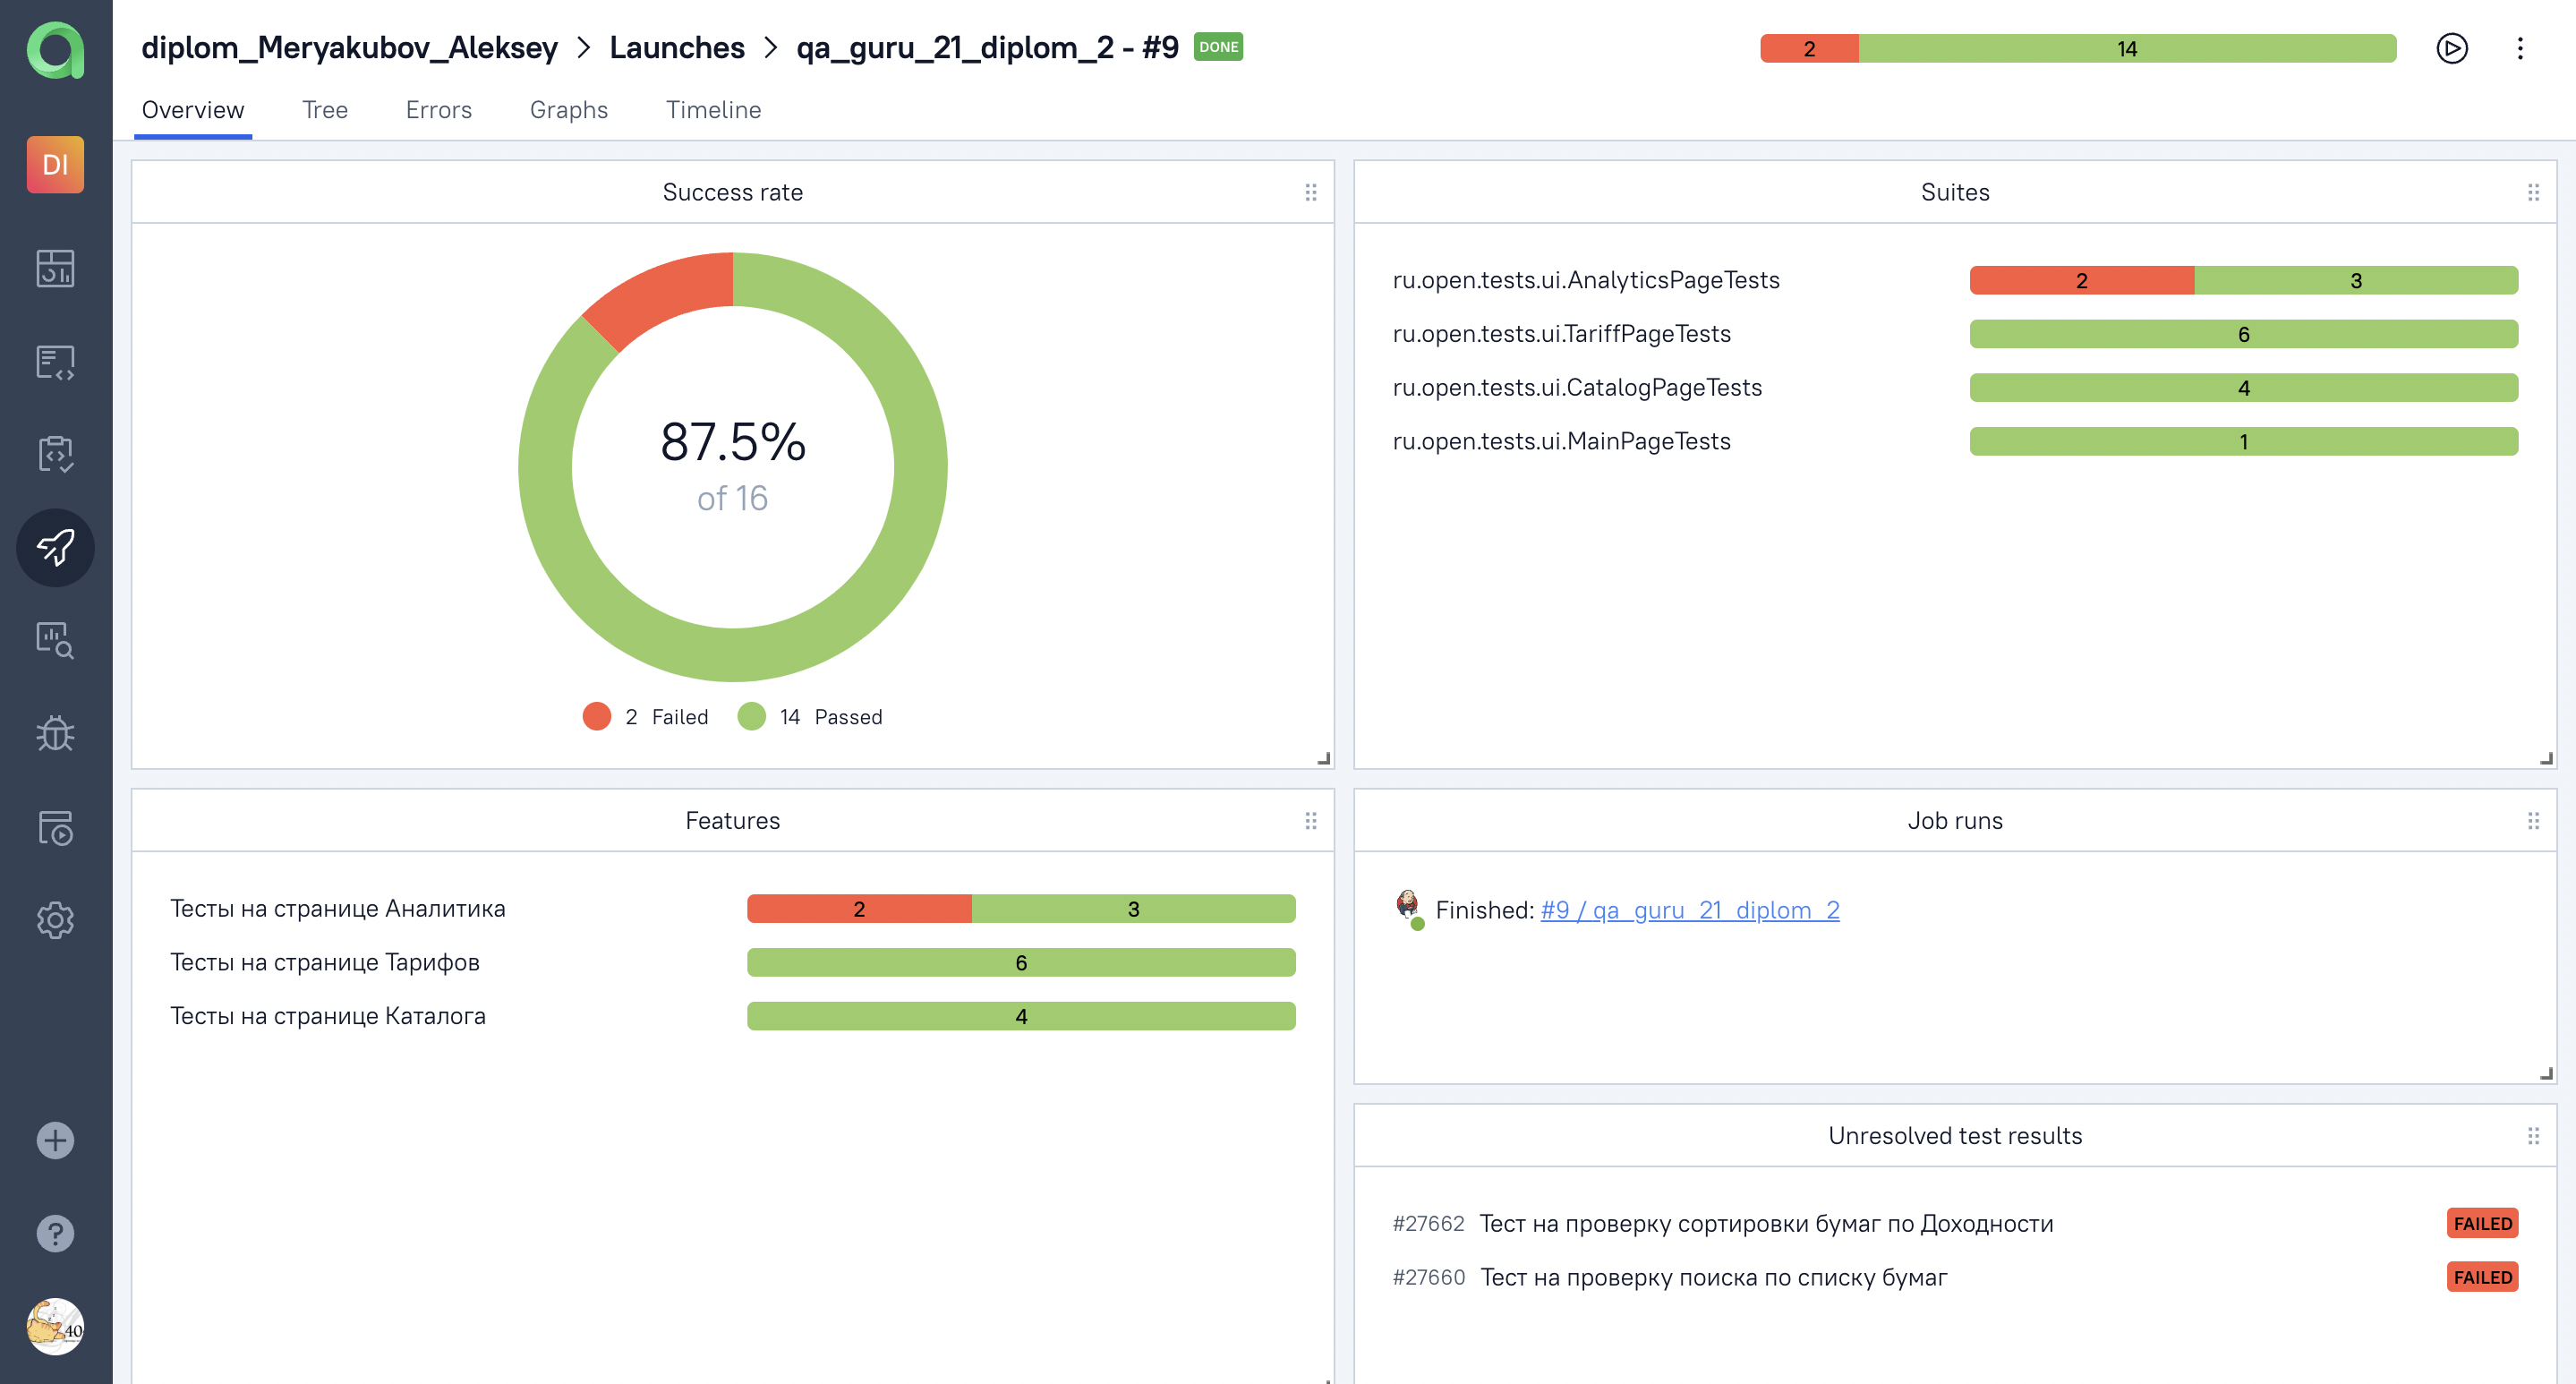 diplom_Meryakubov_Aleksey > Launches > qa_guru_21_diplom_2 - #9 DONE
2 14
Overview Tree Errors Graphs Timeline
DI
Success rate
87.5%
of 16
2 Failed 14 Passed
Suites
ru.open.tests.ui.AnalyticsPageTests 2 3
ru.open.tests.ui.TariffPageTests 6
ru.open.tests.ui.CatalogPageTests 4
ru.open.tests.ui.MainPageTests 1
Features
Тесты на странице Аналитика 2 3
Тесты на странице Тарифов 6
Тесты на странице Каталога 4
Job runs
Finished: #9 / qa_guru_21_diplom_2
Unresolved test results
#27662 Тест на проверку сортировки бумаг по Доходности FAILED
#27660 Тест на проверку поиска по списку бумаг FAILED
40